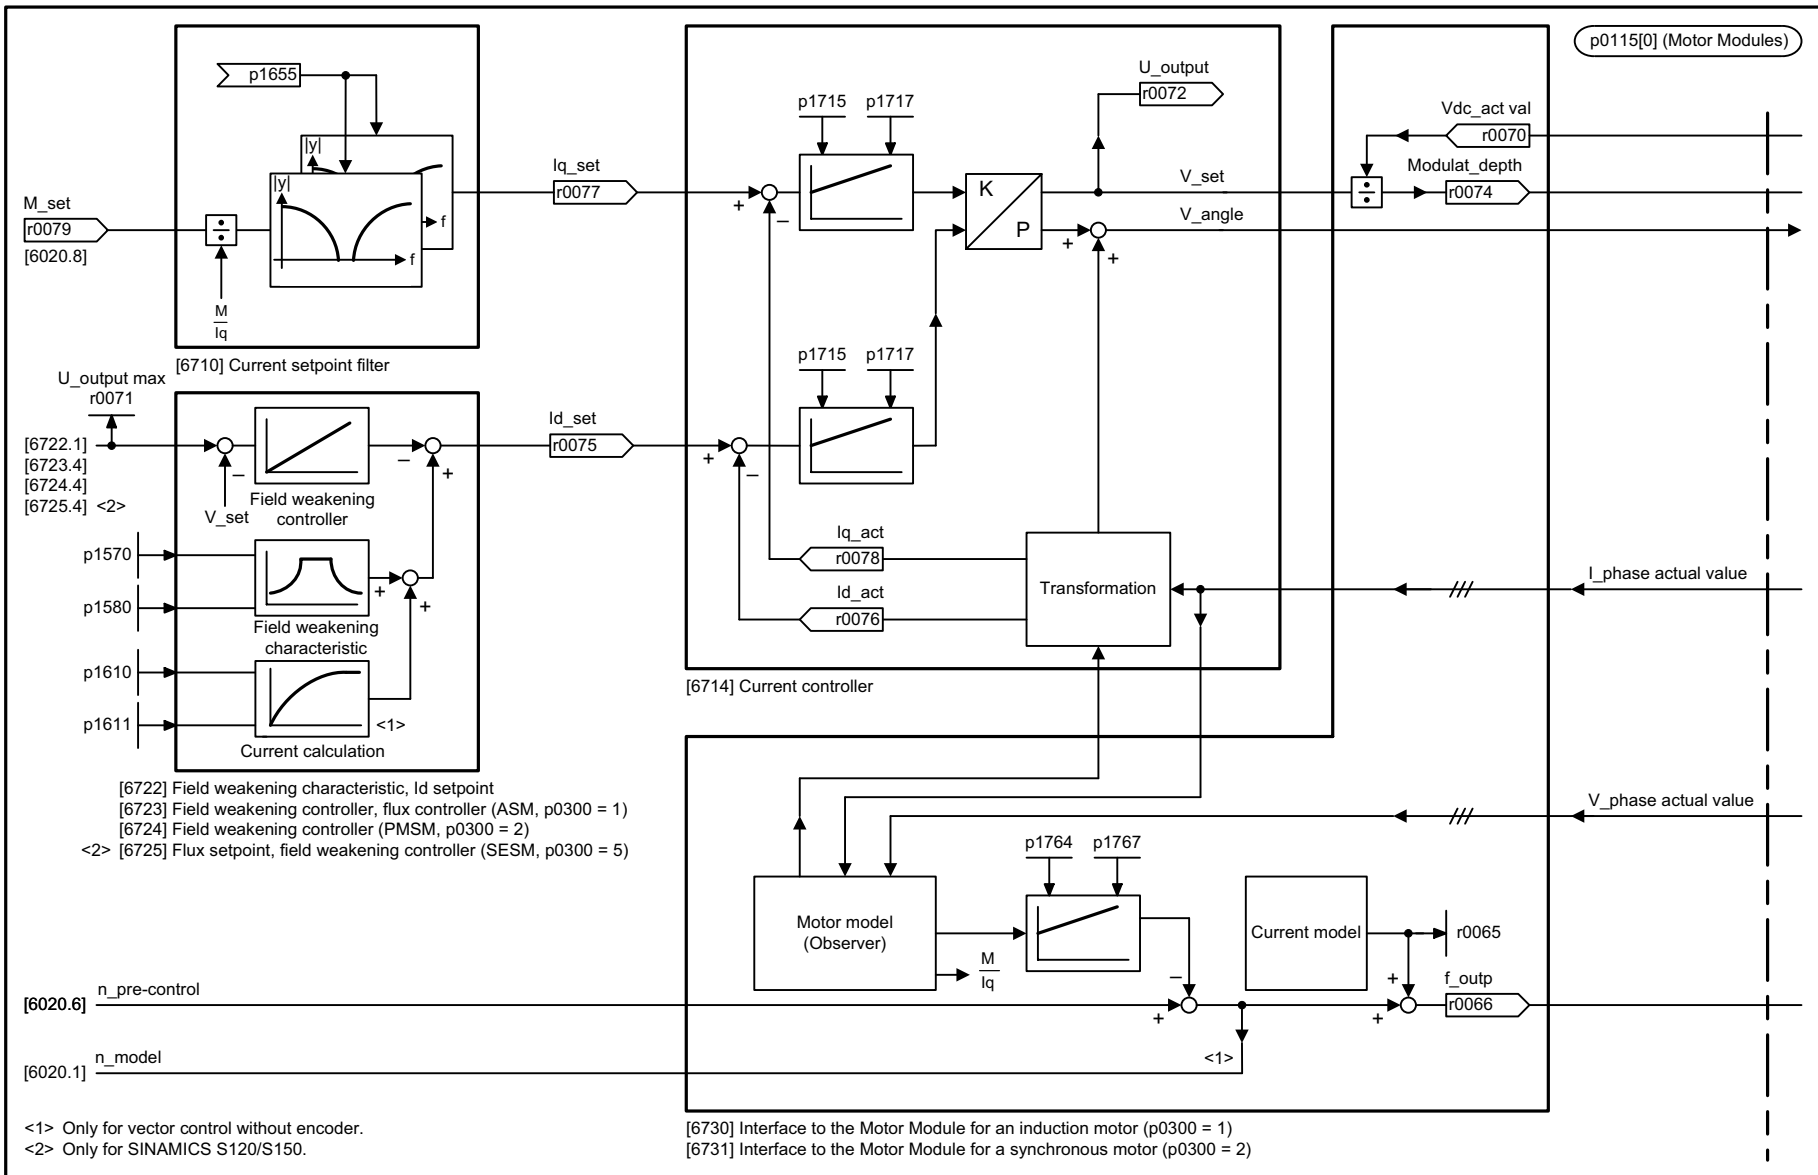 p0115[0] (Motor Modules)
p1655
|y|
f
|y|
f
M_set
r0079
[6020.8]
÷
M
Iq
[6710] Current setpoint filter
Iq_set
r0077
+
–
p1715
p1717
K
P
U_output
r0072
V_set
V_angle
+
+
Vdc_act val
r0070
Modulat_depth
÷
r0074
U_output max
r0071
[6722.1]
[6723.4]
[6724.4]
[6725.4] <2>
–
V_set
Field weakening
controller
–
+
p1570
p1580
Field weakening
characteristic
+
+
p1610
p1611
<1>
Current calculation
Id_set
r0075
+
–
p1715
p1717
Iq_act
r0078
Id_act
r0076
Transformation
I_phase actual value
[6714] Current controller
[6722] Field weakening characteristic, Id setpoint
[6723] Field weakening controller, flux controller (ASM, p0300 = 1)
[6724] Field weakening controller (PMSM, p0300 = 2)
<2> [6725] Flux setpoint, field weakening controller (SESM, p0300 = 5)
V_phase actual value
Motor model
(Observer)
M
Iq
p1764
p1767
Current model
r0065
–
+
+
+
f_outp
r0066
[6020.6]
n_pre-control
[6020.1]
n_model
<1>
<1> Only for vector control without encoder.
<2> Only for SINAMICS S120/S150.
[6730] Interface to the Motor Module for an induction motor (p0300 = 1)
[6731] Interface to the Motor Module for a synchronous motor (p0300 = 2)